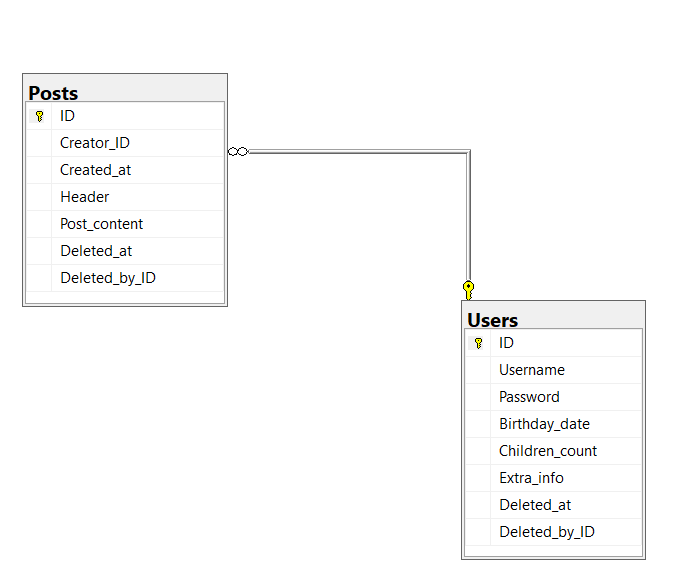 Posts
ID
Creator_ID
Created_at
Header
Post_content
Deleted_at
Deleted_by_ID
Users
ID
Username
Password
Birthday_date
Children_count
Extra_info
Deleted_at
Deleted_by_ID